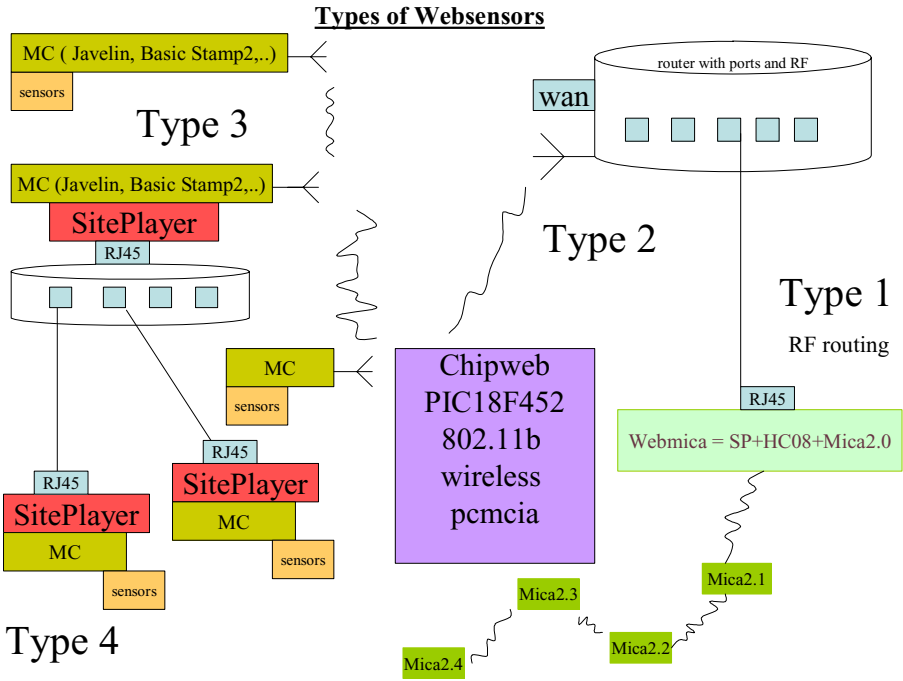 Types of Websensors
MC ( Javelin, Basic Stamp2,..)
sensors
Type 3
MC (Javelin, Basic Stamp2,..)
SitePlayer
RJ45
router with ports and RF
wan
Type 2
Type 1
RF routing
MC
sensors
Chipweb
PIC18F452
802.11b
wireless
pcmcia
RJ45
Webmica = SP+HC08+Mica2.0
RJ45
SitePlayer
MC
sensors
RJ45
SitePlayer
MC
sensors
Type 4
Mica2.1
Mica2.2
Mica2.3
Mica2.4